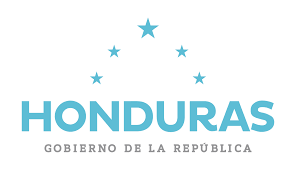 HONDURAS
GOBIERNO DE LA REPÚBLICA